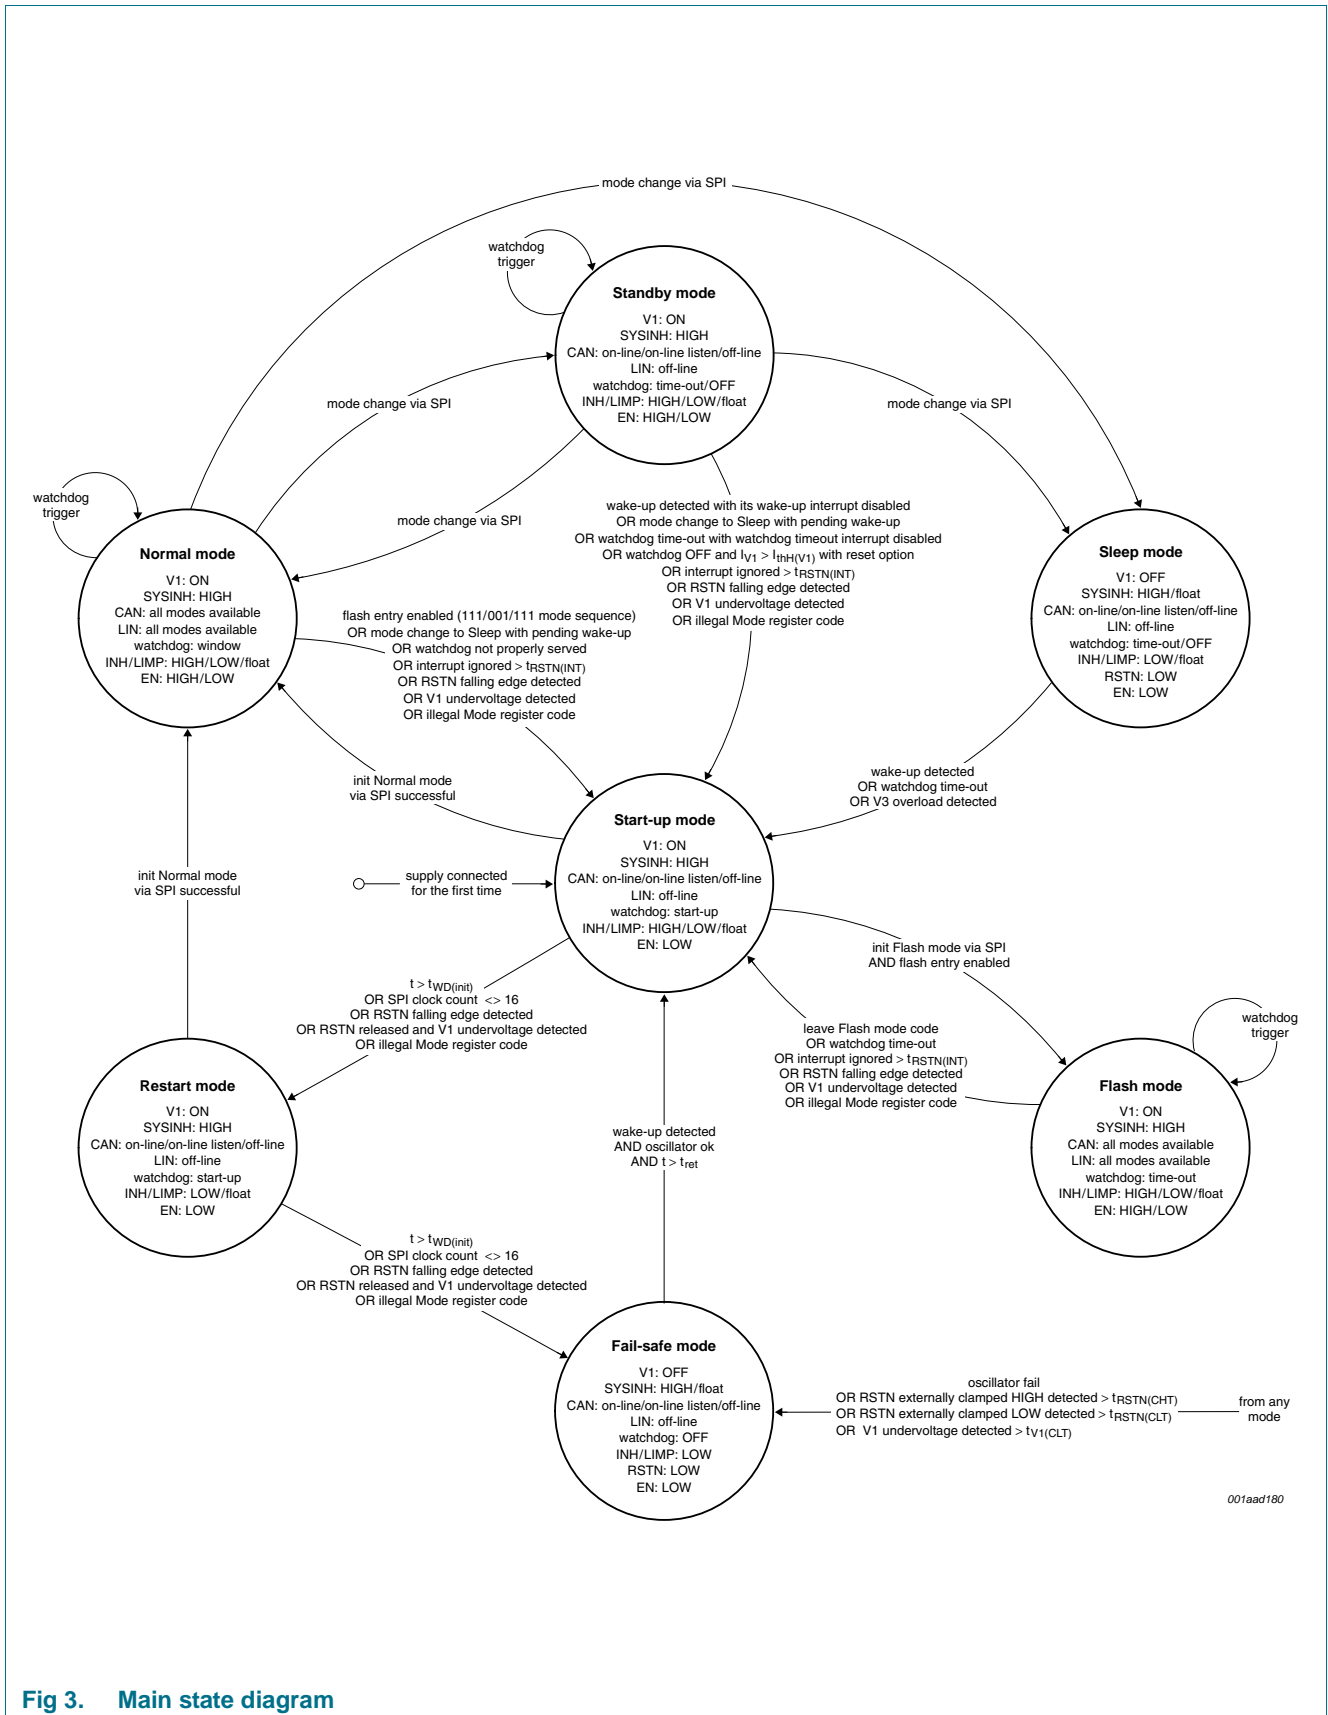 mode change via SPI
watchdog
trigger
Standby mode
V1: ON
SYSINH: HIGH
CAN: on-line/on-line listen/off-line
LIN: off-line
watchdog: time-out/OFF
INH/LIMP: HIGH/LOW/float
EN: HIGH/LOW
mode change via SPI
mode change via SPI
mode change via SPI
watchdog
trigger
Normal mode
V1: ON
SYSINH: HIGH
CAN: all modes available
LIN: all modes available
watchdog: window
INH/LIMP: HIGH/LOW/float
EN: HIGH/LOW
wake-up detected with its wake-up interrupt disabled
OR mode change to Sleep with pending wake-up
OR watchdog time-out with watchdog timeout interrupt disabled
OR watchdog OFF and IV1 > IthH(V1) with reset option
OR interrupt ignored > tRSTN(INT)
OR RSTN falling edge detected
OR V1 undervoltage detected
OR illegal Mode register code
Sleep mode
V1: OFF
SYSINH: HIGH/float
CAN: on-line/on-line listen/off-line
LIN: off-line
watchdog: time-out/OFF
INH/LIMP: LOW/float
RSTN: LOW
EN: LOW
flash entry enabled (111/001/111 mode sequence)
OR mode change to Sleep with pending wake-up
OR watchdog not properly served
OR interrupt ignored > tRSTN(INT)
OR RSTN falling edge detected
OR V1 undervoltage detected
OR illegal Mode register code
init Normal mode
via SPI successful
wake-up detected
OR watchdog time-out
OR V3 overload detected
Start-up mode
V1: ON
SYSINH: HIGH
CAN: on-line/on-line listen/off-line
LIN: off-line
watchdog: start-up
INH/LIMP: HIGH/LOW/float
EN: LOW
supply connected
for the first time
init Normal mode
via SPI successful
init Flash mode via SPI
AND flash entry enabled
t > tWD(init)
OR SPI clock count <> 16
OR RSTN falling edge detected
OR RSTN released and V1 undervoltage detected
OR illegal Mode register code
leave Flash mode code
OR watchdog time-out
OR interrupt ignored > tRSTN(INT)
OR RSTN falling edge detected
OR V1 undervoltage detected
OR illegal Mode register code
watchdog
trigger
Restart mode
V1: ON
SYSINH: HIGH
CAN: on-line/on-line listen/off-line
LIN: off-line
watchdog: start-up
INH/LIMP: LOW/float
EN: LOW
wake-up detected
AND oscillator ok
AND t > tret
Flash mode
V1: ON
SYSINH: HIGH
CAN: all modes available
LIN: all modes available
watchdog: time-out
INH/LIMP: HIGH/LOW/float
EN: HIGH/LOW
t > tWD(init)
OR SPI clock count <> 16
OR RSTN falling edge detected
OR RSTN released and V1 undervoltage detected
OR illegal Mode register code
Fail-safe mode
V1: OFF
SYSINH: HIGH/float
CAN: on-line/on-line listen/off-line
LIN: off-line
watchdog: OFF
INH/LIMP: LOW
RSTN: LOW
EN: LOW
oscillator fail
OR RSTN externally clamped HIGH detected > tRSTN(CHT)
OR RSTN externally clamped LOW detected > tRSTN(CLT)
OR V1 undervoltage detected > tV1(CLT)
from any
mode
001aad180
Fig 3. Main state diagram